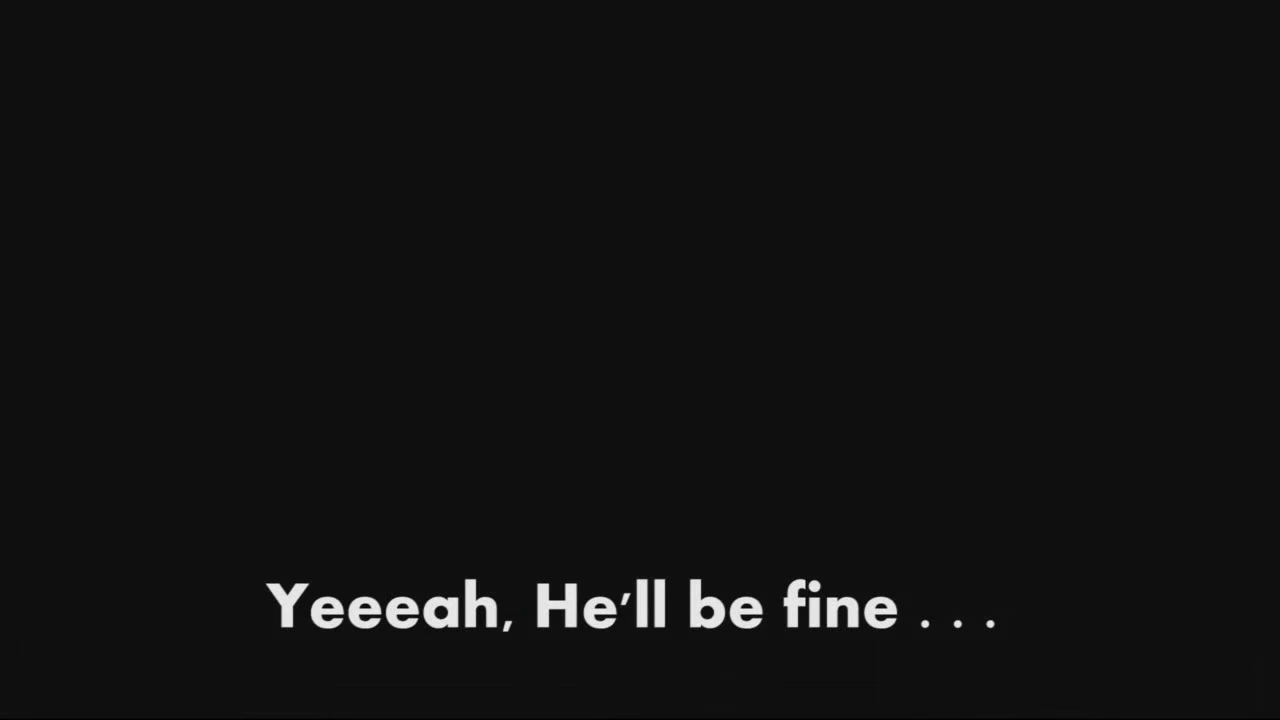 Yeeeah, He'll be fine . . .